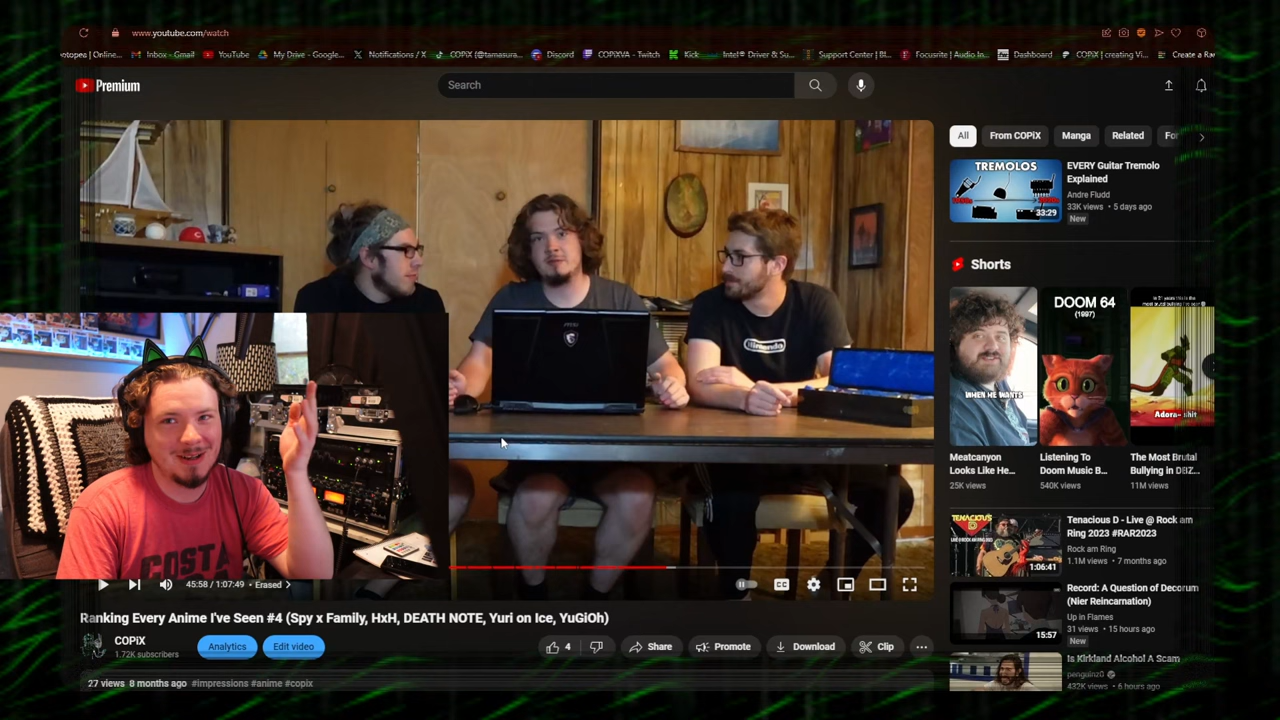 www.youtube.com/watch
otopes | Online... Inbox - Gmail YouTube My Drive - Google... Notifications / X COPiX (@tamasura... Discord COPiXVA - Twitch Kick Intel® Driver & Su... Support Center | Bl... Focusrite | Audio In... Dashboard COPiX | creating Vi... Create a Ra
Premium
Search
All From COPiX Manga Related
TREMOLOS
33:29
EVERY Guitar Tremolo
Explained
Andre Fludd
33K views • 5 days ago
New
Shorts
WHEN HE WANTS
DOOM 64
(1997)
Adora- shit
Meatcanyon
Looks Like He...
25K views
Listening To
Doom Music B...
540K views
The Most Brutal
Bullying in DBZ...
11M views
TENACIOUS D
1:06:41
Tenacious D - Live @ Rock am
Ring 2023 #RAR2023
Rock am Ring
1.1M views • 7 months ago
15:57
Record: A Question of Decorum
(Nier Reincarnation)
Up in Flames
31 views • 15 hours ago
New
Is Kirkland Alcohol A Scam
penguinz0
432K views • 6 hours ago
Nintendo
COSTA
45:58 / 1:07:49 • Erased
CC
Ranking Every Anime I've Seen #4 (Spy x Family, HxH, DEATH NOTE, Yuri on Ice, YuGiOh)
COPiX
1.72K subscribers
Analytics Edit video 4 Share Promote Download Clip ...
27 views 8 months ago #impressions #anime #copix